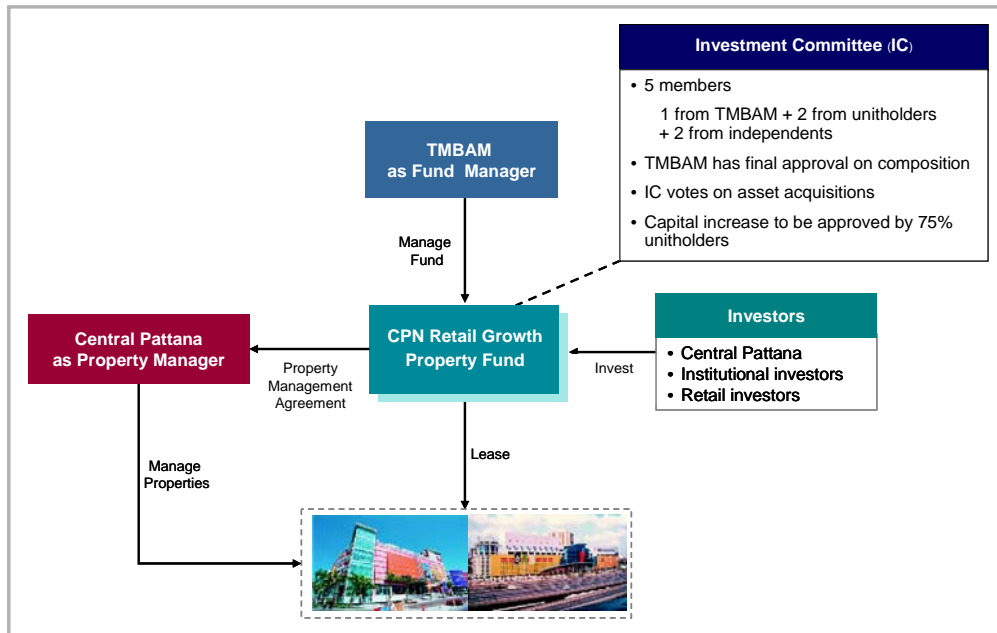 Investment Committee (IC)
• 5 members
1 from TMBAM + 2 from unitholders
+ 2 from independents
• TMBAM has final approval on composition
• IC votes on asset acquisitions
• Capital increase to be approved by 75%
unitholders
TMBAM
as Fund Manager
Manage
Fund
Central Pattana
as Property Manager
Property
Management
Agreement
CPN Retail Growth
Property Fund
Invest
Investors
• Central Pattana
• Institutional investors
• Retail investors
Manage
Properties
Lease